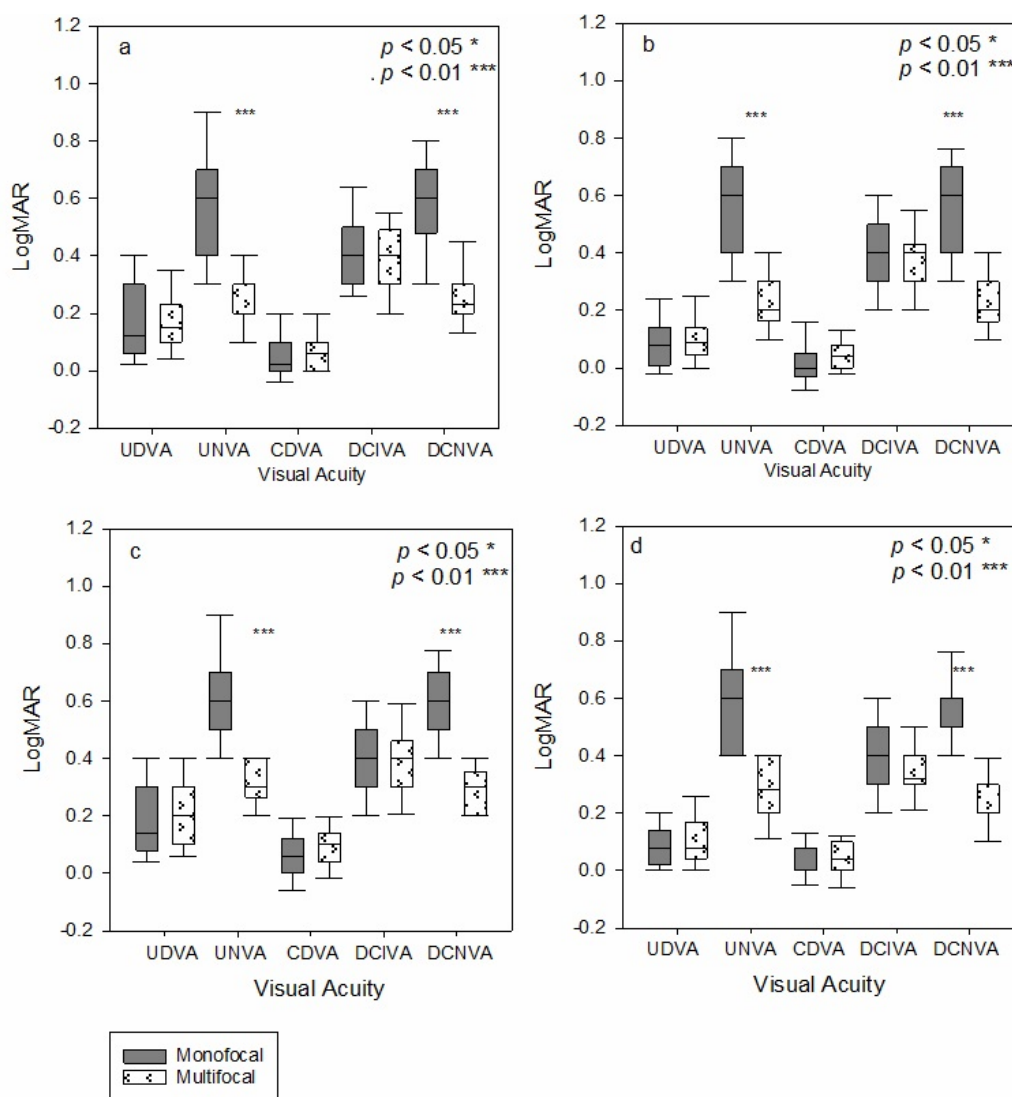 a
p < 0.05 *
. p < 0.01 ***
1.2
1.0
0.8
0.6
0.4
0.2
0.0
-0.2
LogMAR
*** ***
UDVA UNVA CDVA DCIVA DCNVA
Visual Acuity
b
p < 0.05 *
p < 0.01 ***
1.2
1.0
0.8
0.6
0.4
0.2
0.0
-0.2
LogMAR
*** ***
UDVA UNVA CDVA DCIVA DCNVA
Visual Acuity
c
p < 0.05 *
p < 0.01 ***
1.2
1.0
0.8
0.6
0.4
0.2
0.0
-0.2
LogMAR
*** ***
UDVA UNVA CDVA DCIVA DCNVA
Visual Acuity
d
p < 0.05 *
p < 0.01 ***
1.2
1.0
0.8
0.6
0.4
0.2
0.0
-0.2
LogMAR
*** ***
UDVA UNVA CDVA DCIVA DCNVA
Visual Acuity
Monofocal
Multifocal